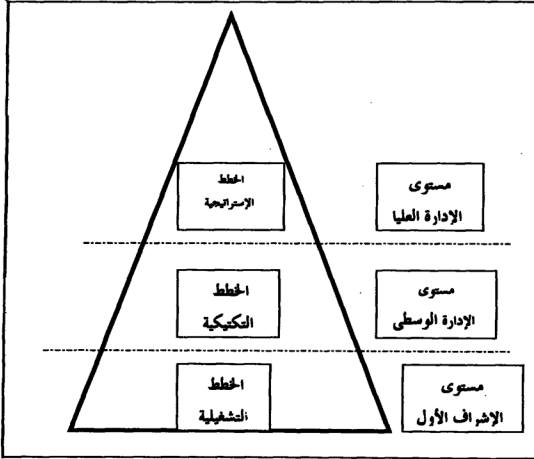 مستوى
الإدارة العليا
الخطط
الإستراتيجية
مستوى
الإدارة الوسطى
الخطط
التكتيكية
مستوى
الإشراف الأول
الخطط
التشغيلية